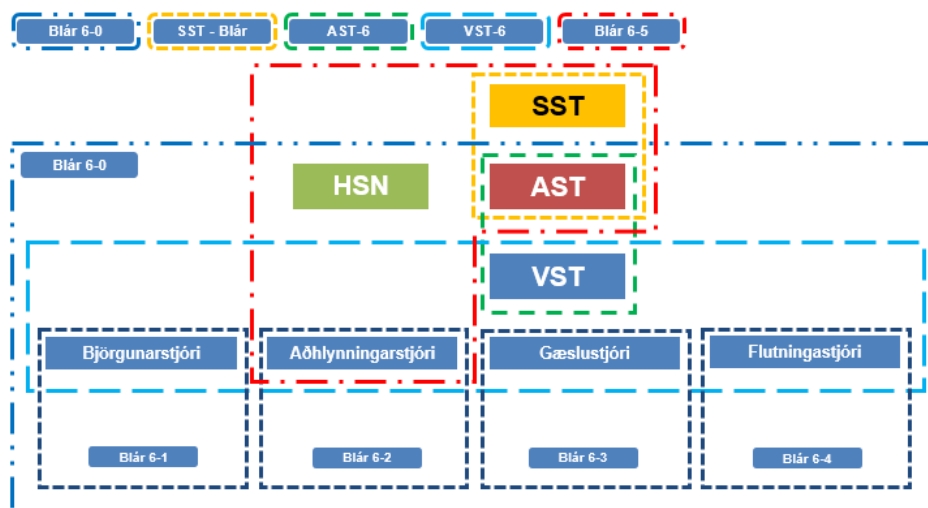 Blár 6-0
SST - Blár
AST-6
VST-6
Blár 6-5
SST
Blár 6-0
HSN
AST
VST
Björgunarstjóri
Aðhlynningarstjóri
Gæslustjóri
Flutningastjóri
Blár 6-1
Blár 6-2
Blár 6-3
Blár 6-4